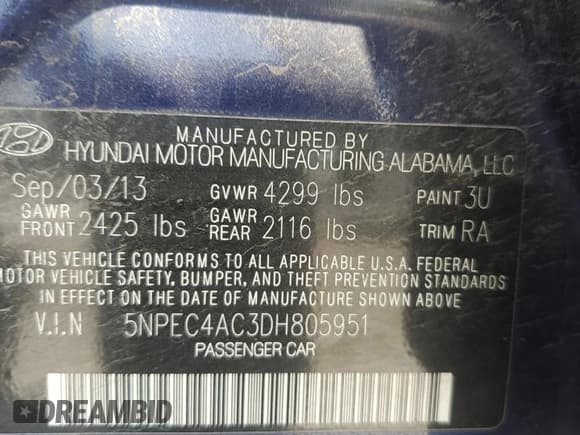 MANUFACTURED BY
HYUNDAI MOTOR MANUFACTURING ALABAMA, LLC
Sep/03/13 GVWR 4299 lbs PAINT 3U
GAWR FRONT 2425 lbs GAWR REAR 2116 lbs TRIM RA
THIS VEHICLE CONFORMS TO ALL APPLICABLE U.S.A. FEDERAL
MOTOR VEHICLE SAFETY, BUMPER, AND THEFT PREVENTION STANDARDS
IN EFFECT ON THE DATE OF MANUFACTURE SHOWN ABOVE
V.I.N 5NPEC4AC3DH805951
PASSENGER CAR
DREAMBID